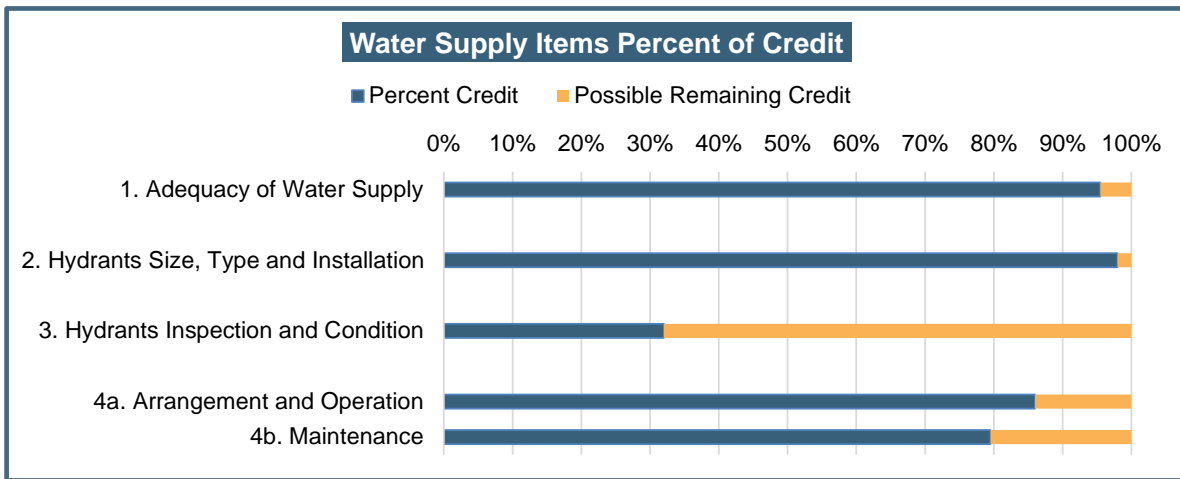 Water Supply Items Percent of Credit
Percent Credit Possible Remaining Credit
0% 10% 20% 30% 40% 50% 60% 70% 80% 90% 100%
1. Adequacy of Water Supply
2. Hydrants Size, Type and Installation
3. Hydrants Inspection and Condition
4a. Arrangement and Operation
4b. Maintenance